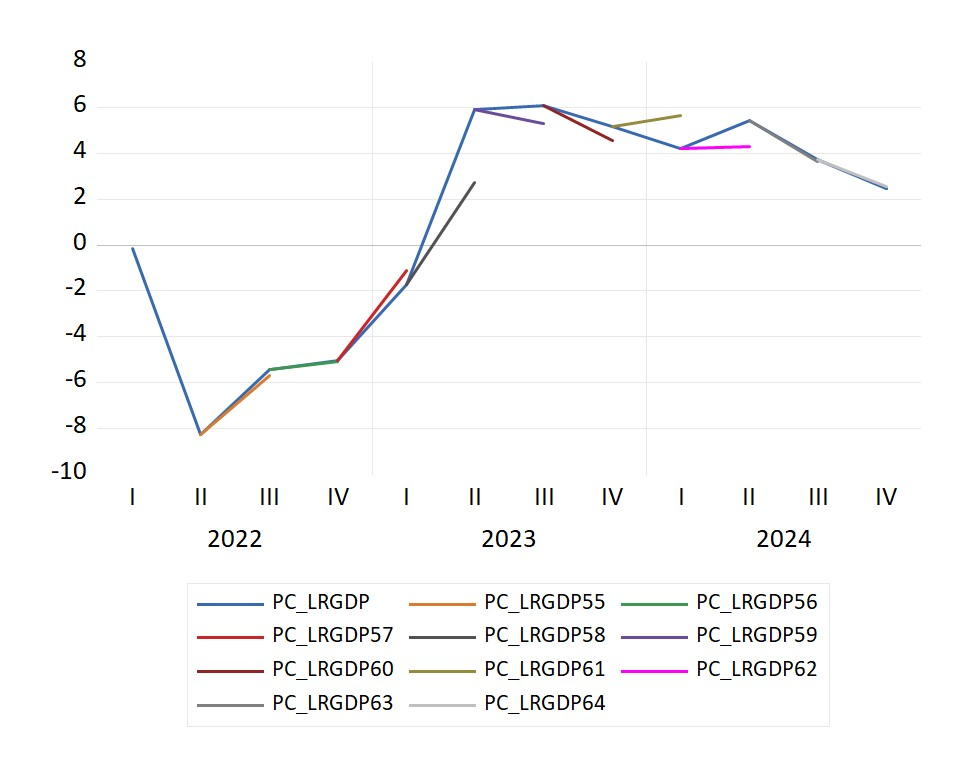 8
6
4
2
0
-2
-4
-6
-8
-10
I II III IV I II III IV I II III IV
2022 2023 2024
PC_LRGDP PC_LRGDP55 PC_LRGDP56
PC_LRGDP57 PC_LRGDP58 PC_LRGDP59
PC_LRGDP60 PC_LRGDP61 PC_LRGDP62
PC_LRGDP63 PC_LRGDP64